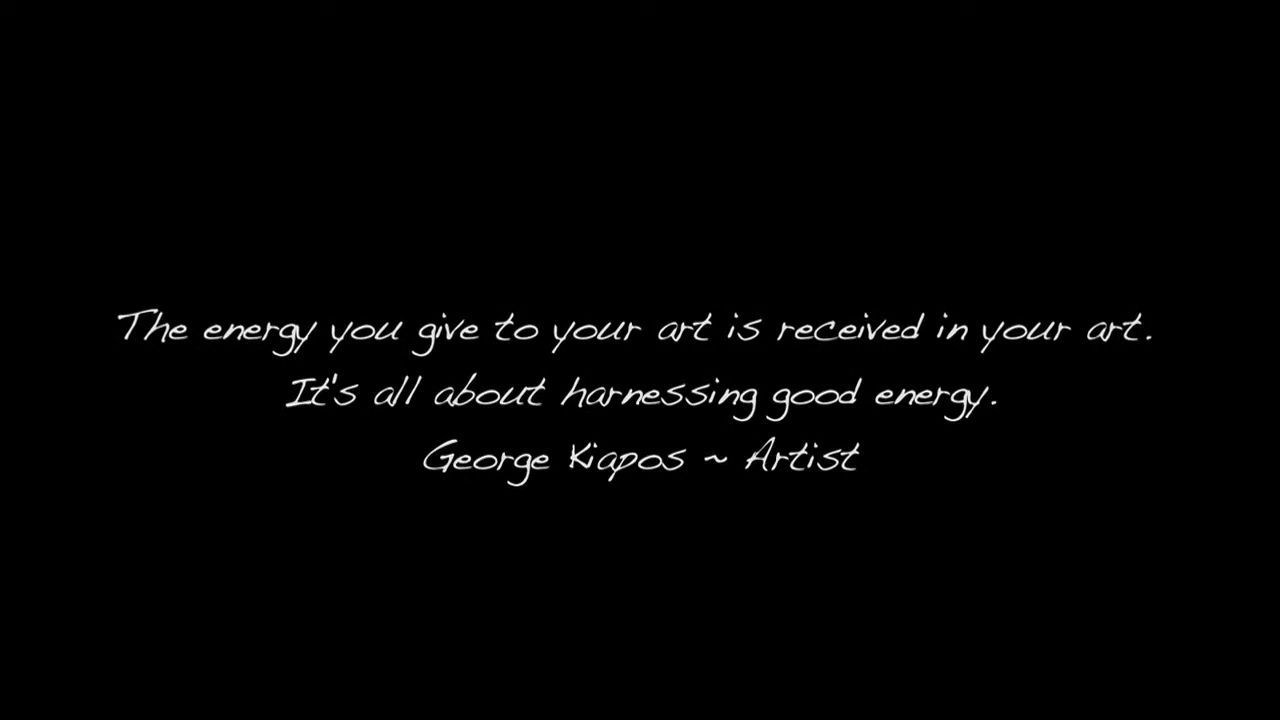 The energy you give to your art is received in your art.
It's all about harnessing good energy.
George Kiapos ~ Artist